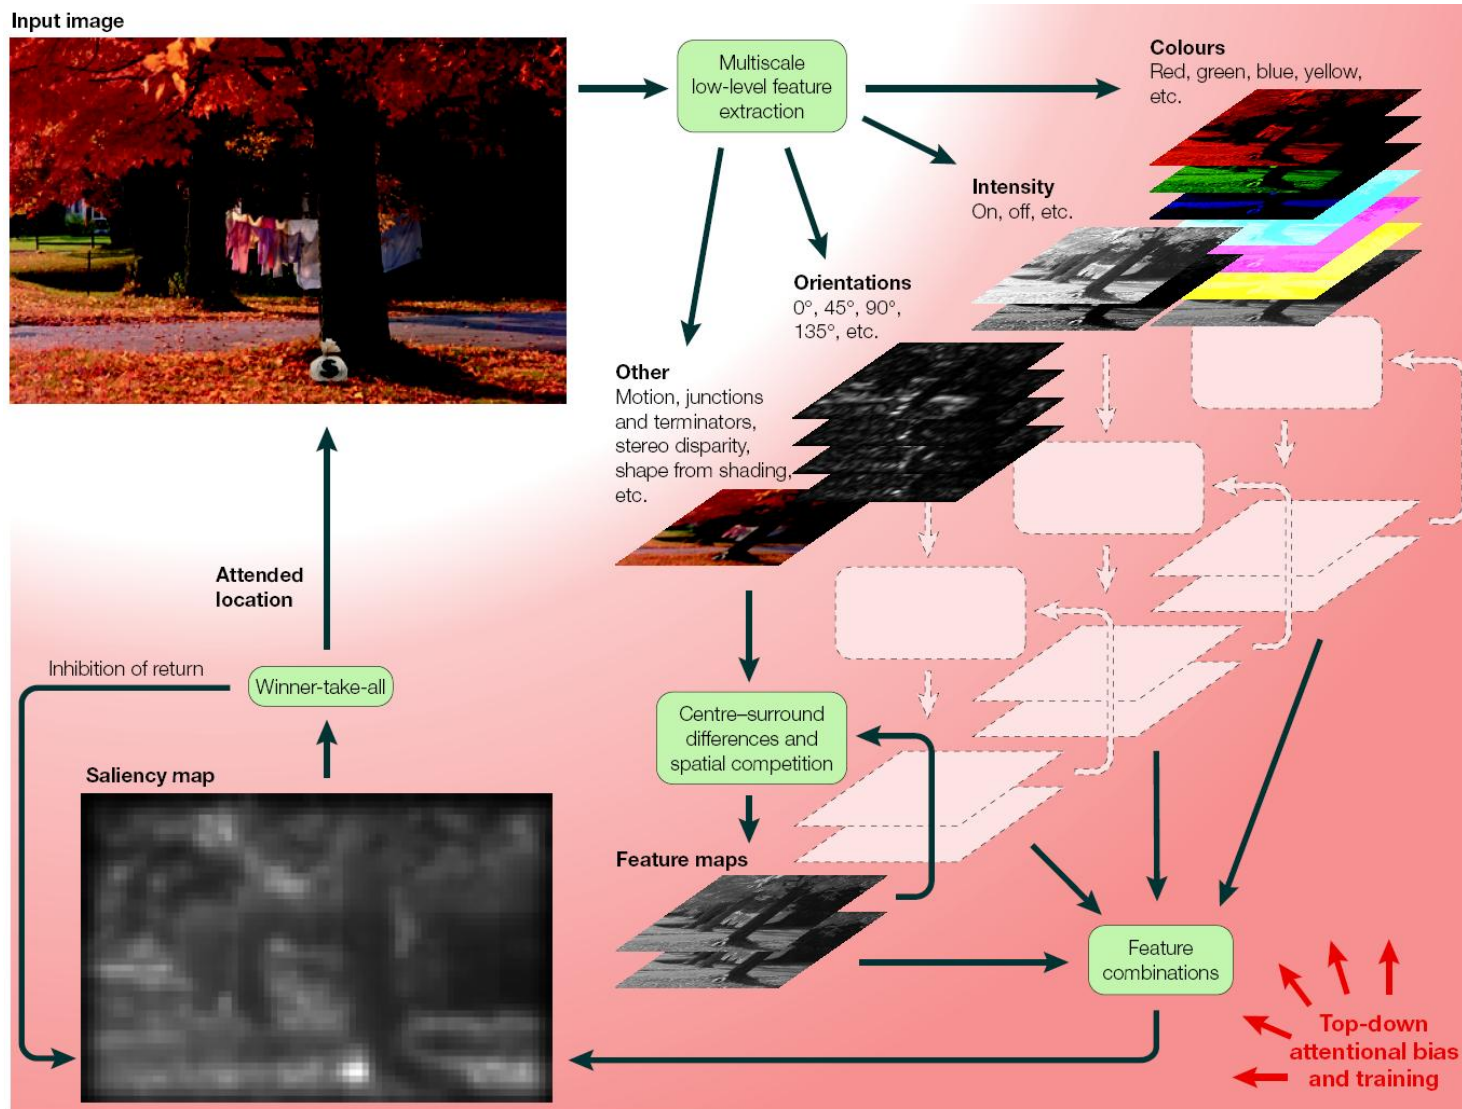 Input image
Multiscale
low-level feature
extraction
Colours
Red, green, blue, yellow,
etc.
Intensity
On, off, etc.
Orientations
0°, 45°, 90°,
135°, etc.
Other
Motion, junctions
and terminators,
stereo disparity,
shape from shading,
etc.
S
Attended
location
Inhibition of return
Winner-take-all
Centre–surround
differences and
spatial competition
Saliency map
Feature maps
Feature
combinations
Top-down
attentional bias
and training